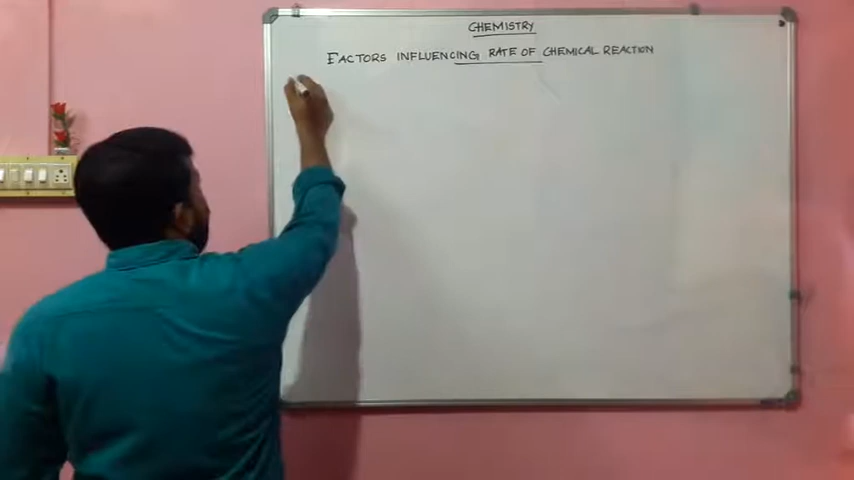 CHEMISTRY
FACTORS INFLUENCING RATE OF CHEMICAL REACTION